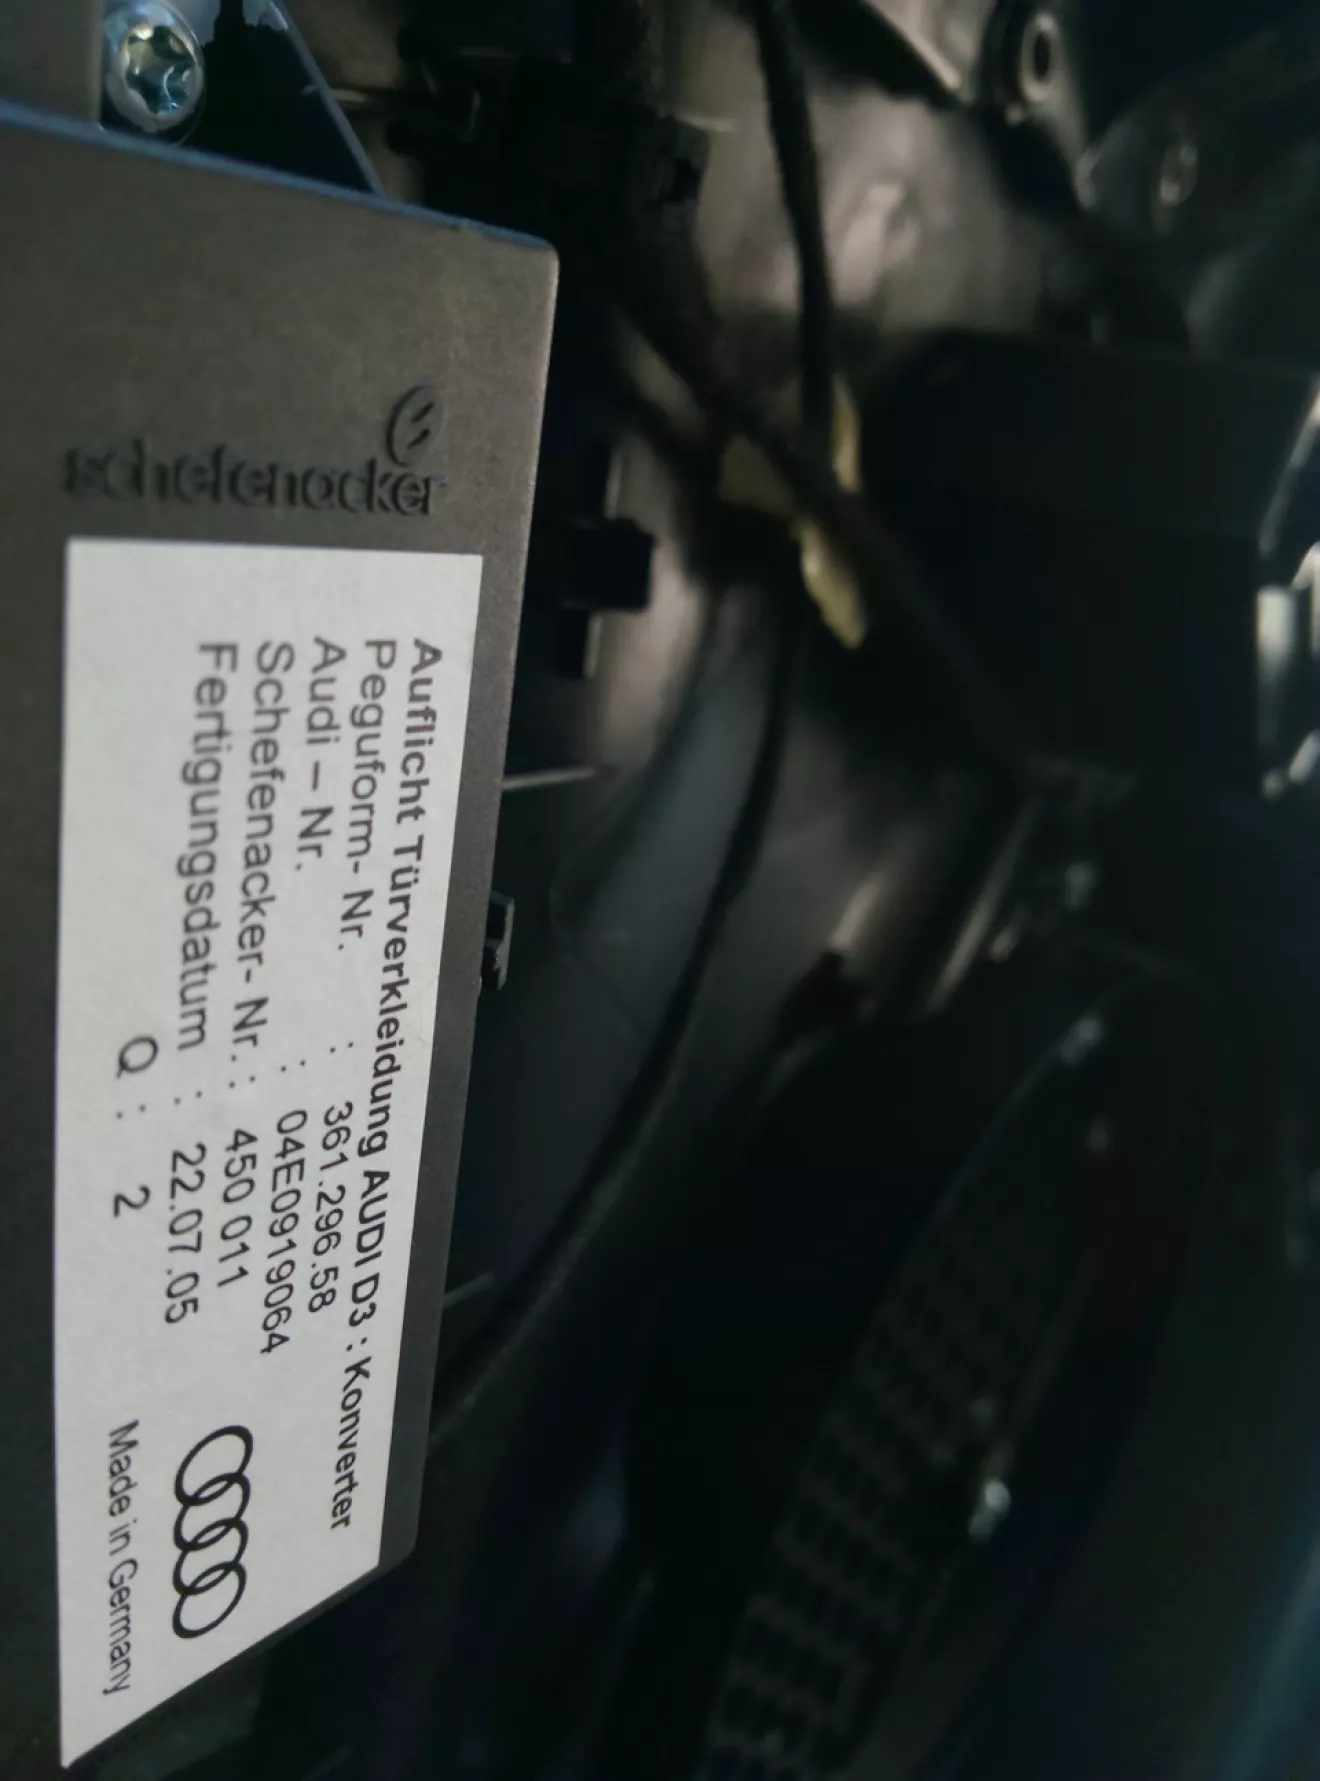 schefenacker
Auflicht Türverkleidung AUDI D3 : Konverter
Peguform- Nr. : 361.296.58
Audi – Nr. : 04E0919064
Schefenacker- Nr. : 450 011
Fertigungsdatum : 22.07.05
Q : 2
Made in Germany